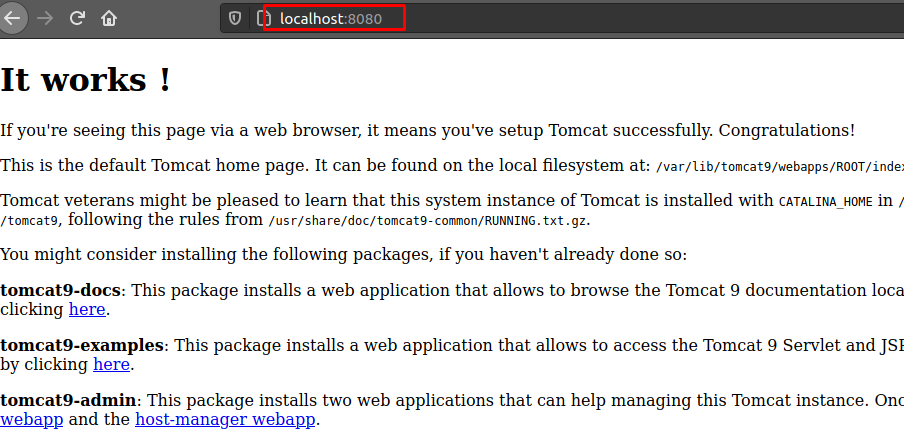 localhost:8080
It works !
If you're seeing this page via a web browser, it means you've setup Tomcat successfully. Congratulations!
This is the default Tomcat home page. It can be found on the local filesystem at: /var/lib/tomcat9/webapps/ROOT/index
Tomcat veterans might be pleased to learn that this system instance of Tomcat is installed with CATALINA_HOME in /
/tomcat9, following the rules from /usr/share/doc/tomcat9-common/RUNNING.txt.gz.
You might consider installing the following packages, if you haven't already done so:
tomcat9-docs: This package installs a web application that allows to browse the Tomcat 9 documentation loca
clicking here.
tomcat9-examples: This package installs a web application that allows to access the Tomcat 9 Servlet and JSP
by clicking here.
tomcat9-admin: This package installs two web applications that can help managing this Tomcat instance. Onc
webapp and the host-manager webapp.